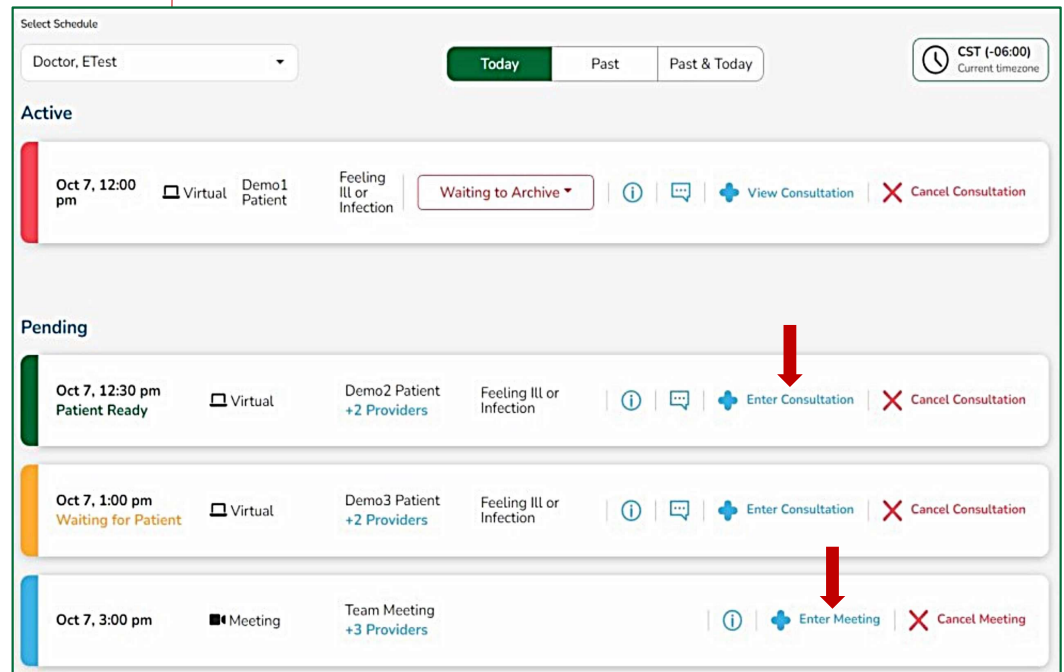 Select Schedule
Doctor, ETest
Today
Past
Past & Today
CST (-06:00)
Current timezone
Active
Oct 7, 12:00
pm
Virtual
Demo1
Patient
Feeling
Ill or
Infection
Waiting to Archive
View Consultation
Cancel Consultation
Pending
Oct 7, 12:30 pm
Patient Ready
Virtual
Demo2 Patient
+2 Providers
Feeling Ill or
Infection
Enter Consultation
Cancel Consultation
Oct 7, 1:00 pm
Waiting for Patient
Virtual
Demo3 Patient
+2 Providers
Feeling Ill or
Infection
Enter Consultation
Cancel Consultation
Oct 7, 3:00 pm
Meeting
Team Meeting
+3 Providers
Enter Meeting
Cancel Meeting